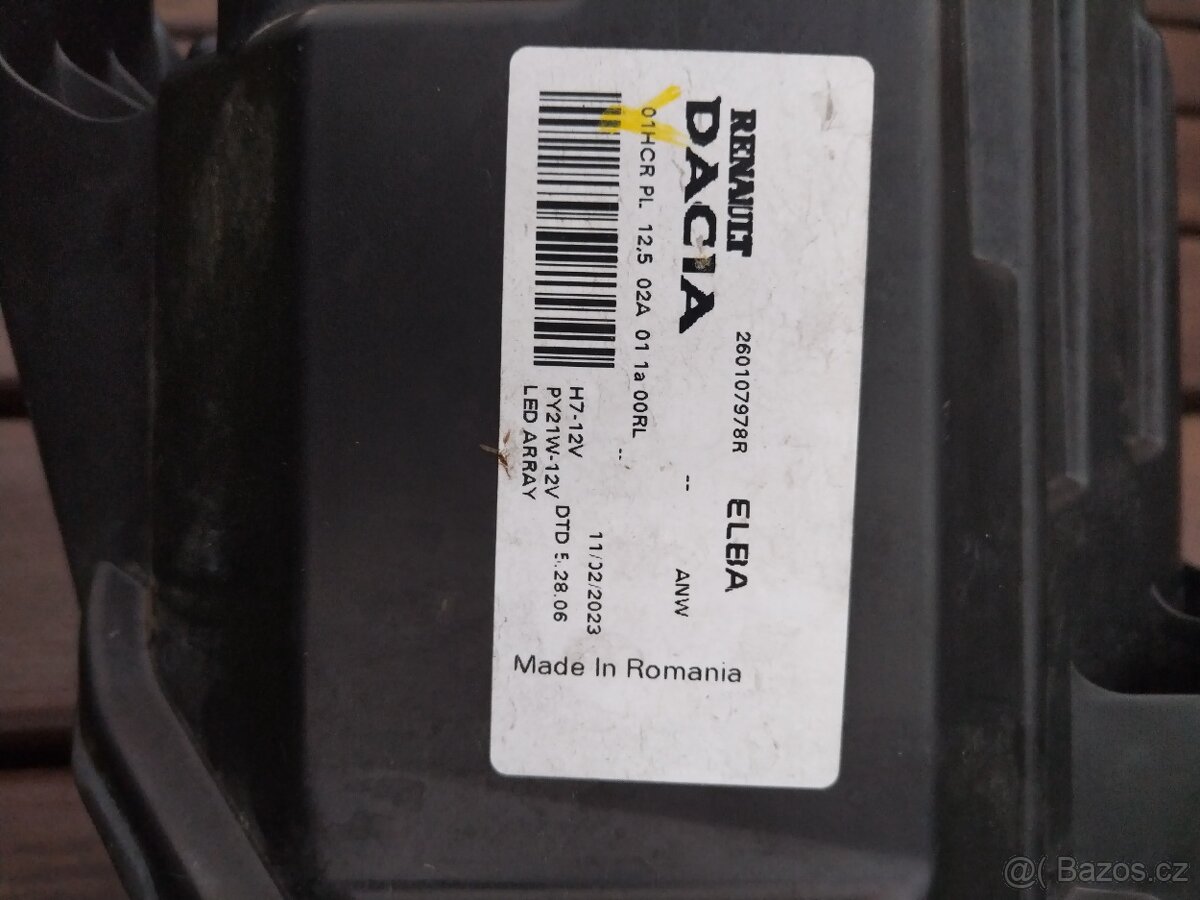 RENAULT 260107978R ELBA
DACIA -- ANW
01HCR PL 12,5 02A 01 1a 00RL --
11/02/2023
H7-12V
PY21W-12V DTD 5.28.06
LED ARRAY
Made In Romania
@( Bazos.cz